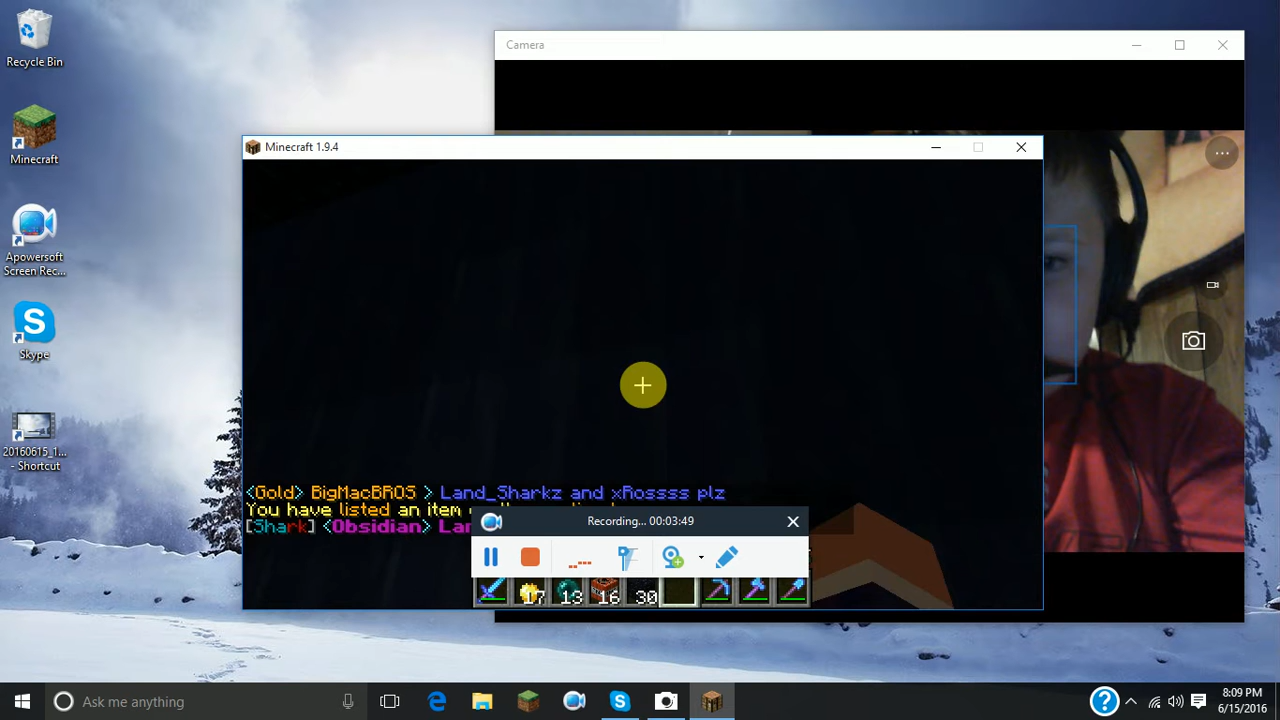 Recycle Bin
Minecraft
Apowersoft
Screen Rec...
Skype
20160615_1...
- Shortcut
Camera
Minecraft 1.9.4
<Gold> BigMacBROS > Land_Sharkz and xRossss plz
You have listed an item
[Shark] <Obsidian> Lan
Recording... 00:03:49
17 13 16 30
Ask me anything
8:09 PM
6/15/2016